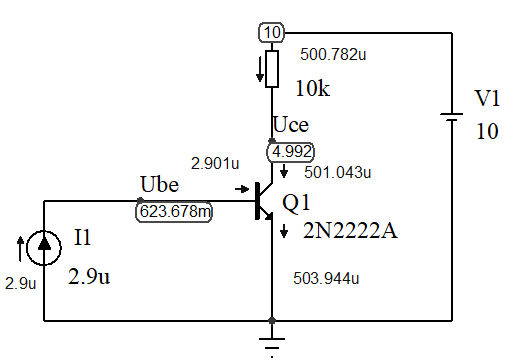 10
500.782u
10k
V1
10
Uce
4.992
2.901u
501.043u
Ube
623.678m
Q1
2N2222A
I1
2.9u
2.9u
503.944u